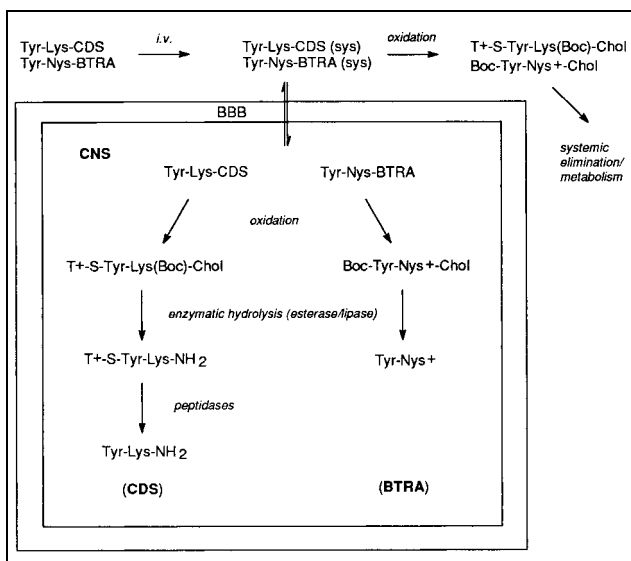 Tyr-Lys-CDS
Tyr-Nys-BTRA
i.v.
Tyr-Lys-CDS (sys)
Tyr-Nys-BTRA (sys)
oxidation
T+-S-Tyr-Lys(Boc)-Chol
Boc-Tyr-Nys+-Chol
BBB
systemic
elimination/
metabolism
CNS
Tyr-Lys-CDS
Tyr-Nys-BTRA
oxidation
T+-S-Tyr-Lys(Boc)-Chol
Boc-Tyr-Nys+-Chol
enzymatic hydrolysis (esterase/lipase)
T+-S-Tyr-Lys-NH2
Tyr-Nys+
peptidases
Tyr-Lys-NH2
(CDS)
(BTRA)